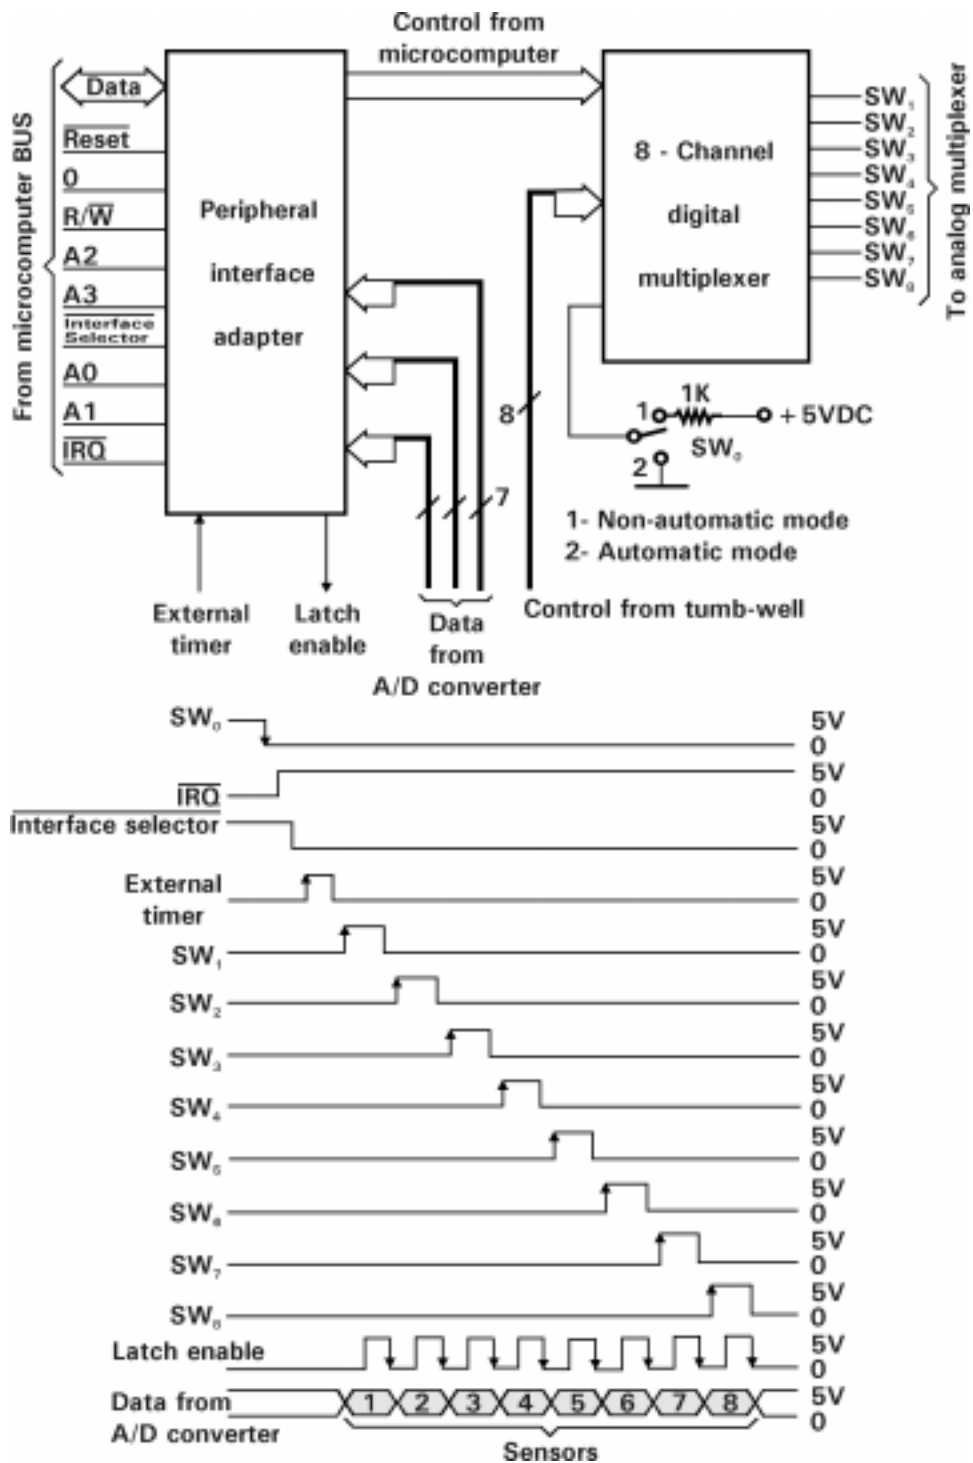 Control from
microcomputer
From microcomputer BUS
Data
Reset
0
R/W
A2
A3
Interface
Selector
A0
A1
IRQ
Peripheral
interface
adapter
8 - Channel
digital
multiplexer
SW1
SW2
SW3
SW4
SW5
SW6
SW7
SW8
To analog multiplexer
8
7
1K
1
+ 5VDC
SW0
2
1- Non-automatic mode
2- Automatic mode
External
timer
Latch
enable
Data
from
A/D converter
Control from tumb-well
SW0
5V
0
IRQ
5V
0
Interface selector
5V
0
External
timer
5V
0
SW1
5V
0
SW2
5V
0
SW3
5V
0
SW4
5V
0
SW5
5V
0
SW6
5V
0
SW7
5V
0
SW8
5V
0
Latch enable
5V
0
Data from
A/D converter
1 2 3 4 5 6 7 8
5V
0
Sensors